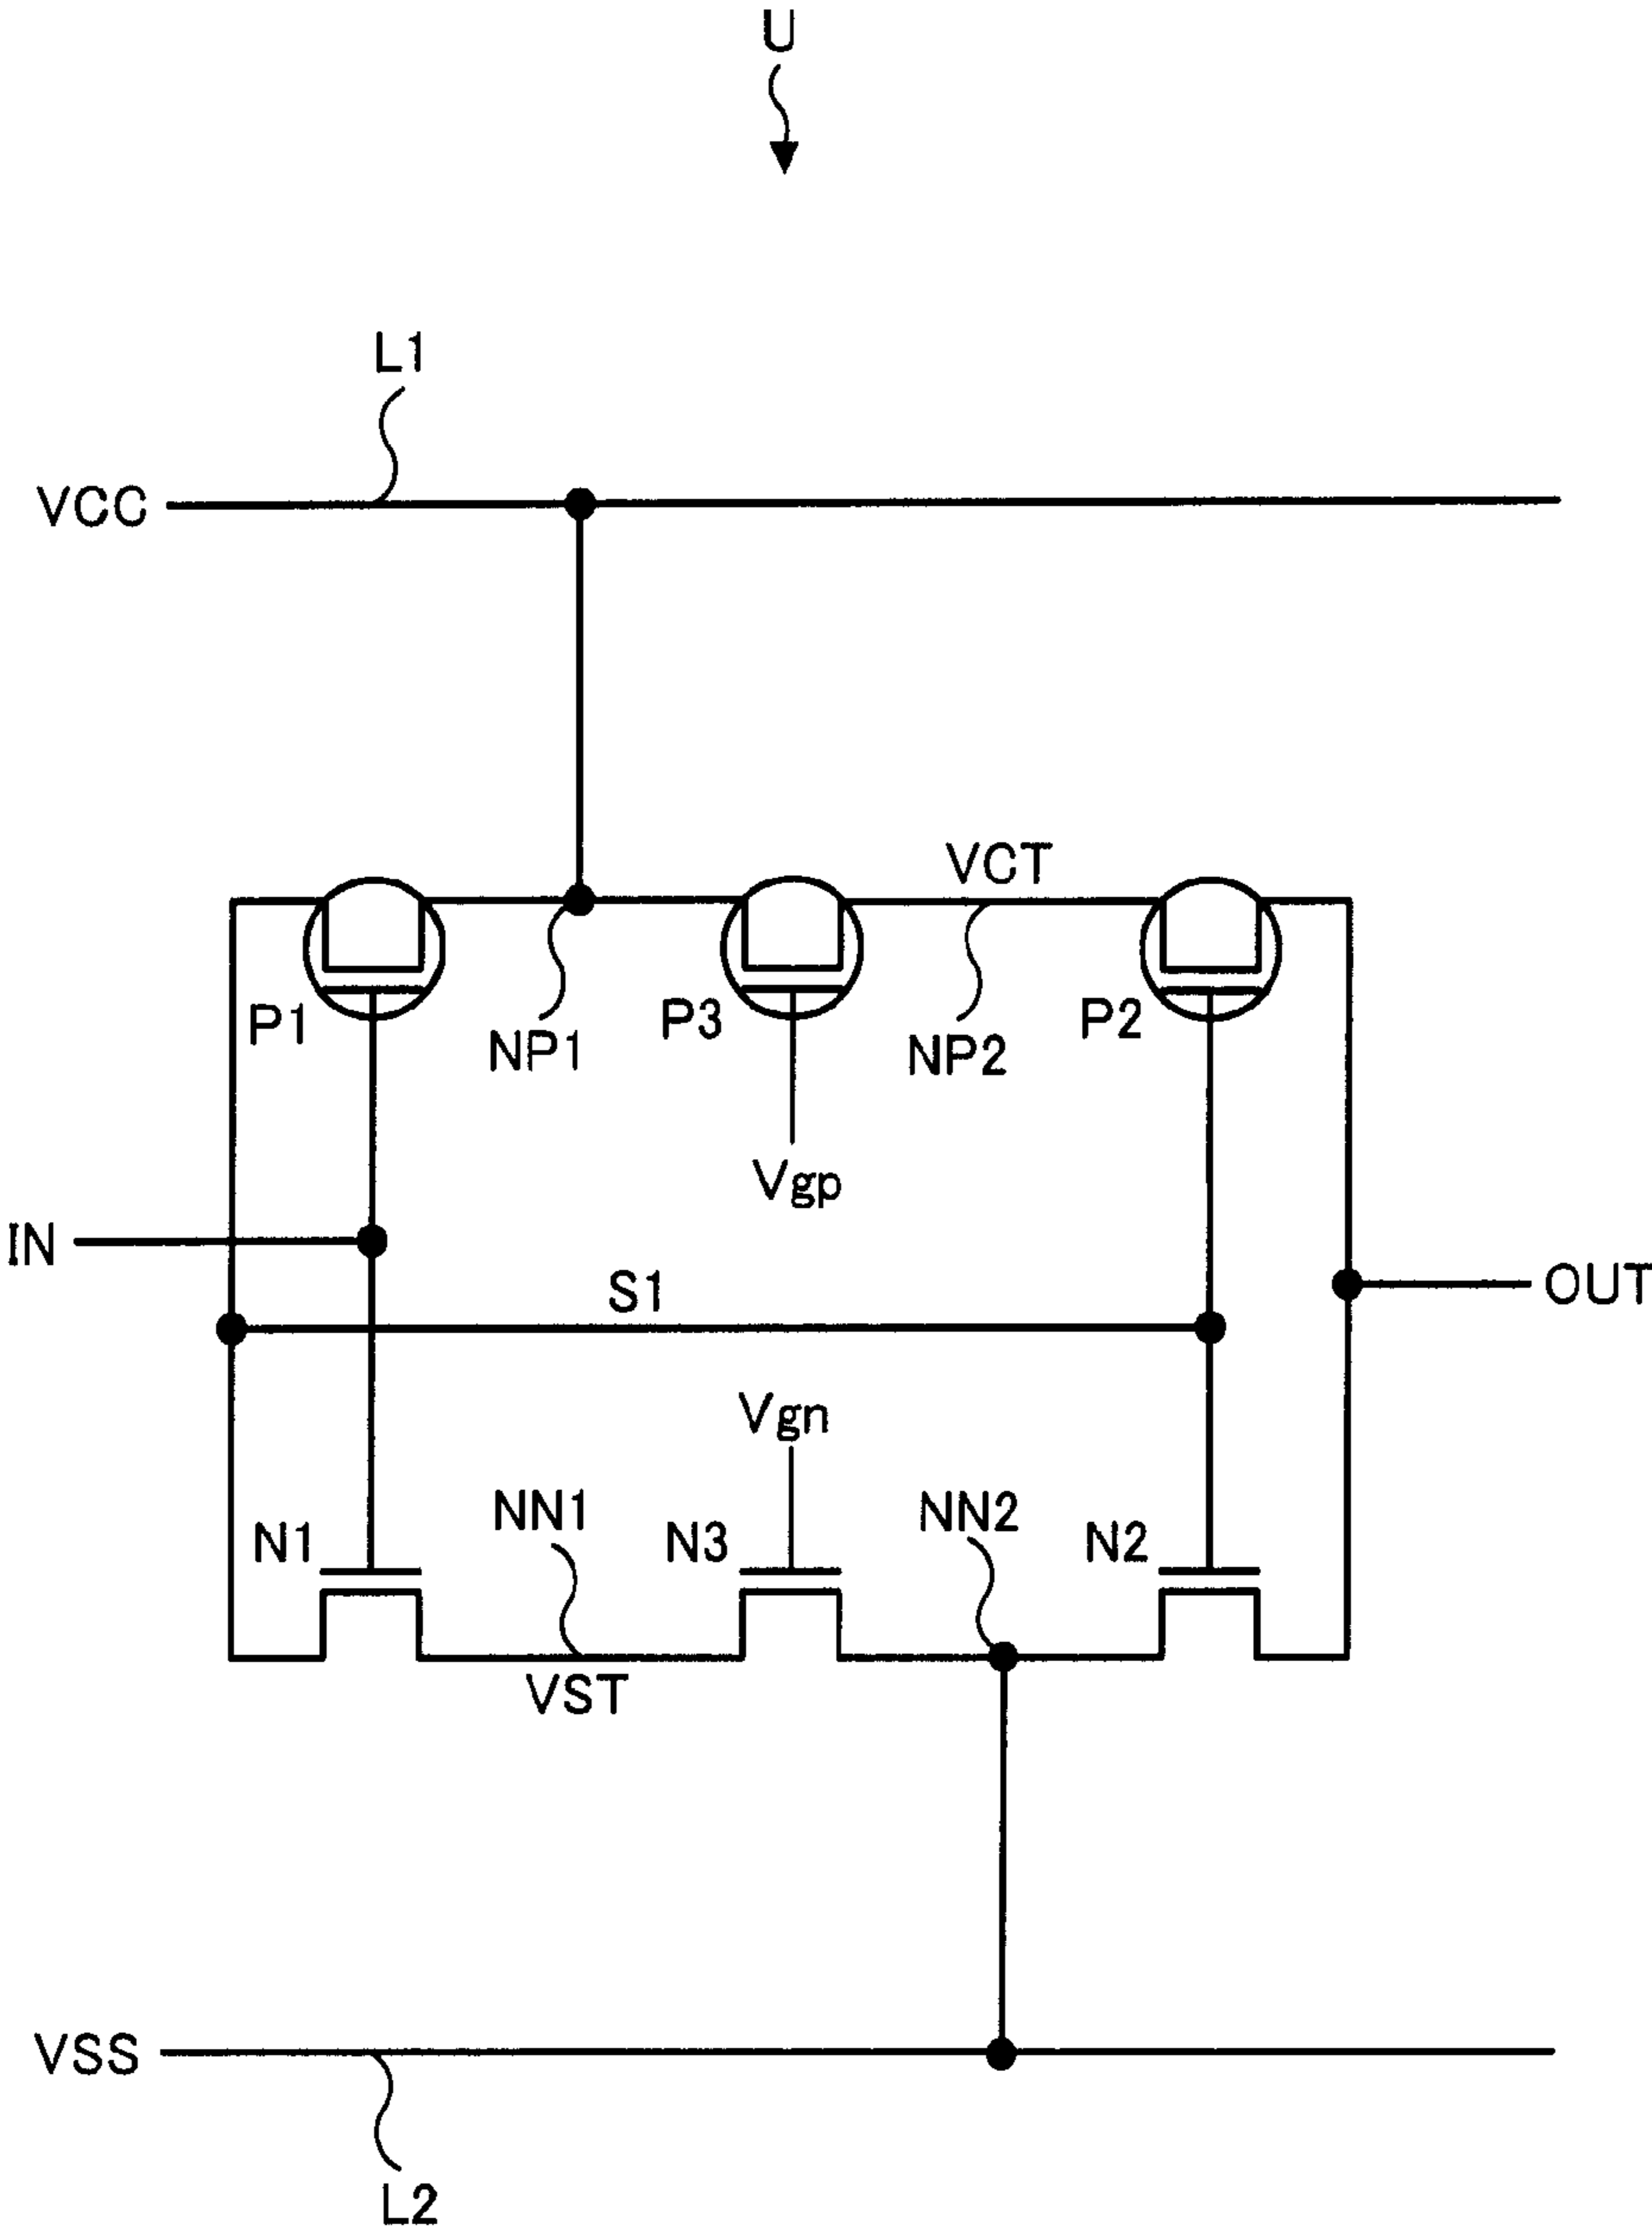 U
L1
VCC
VCT
P1
NP1
P3
NP2
P2
Vgp
IN
S1
OUT
Vgn
N1
NN1
N3
NN2
N2
VST
VSS
L2